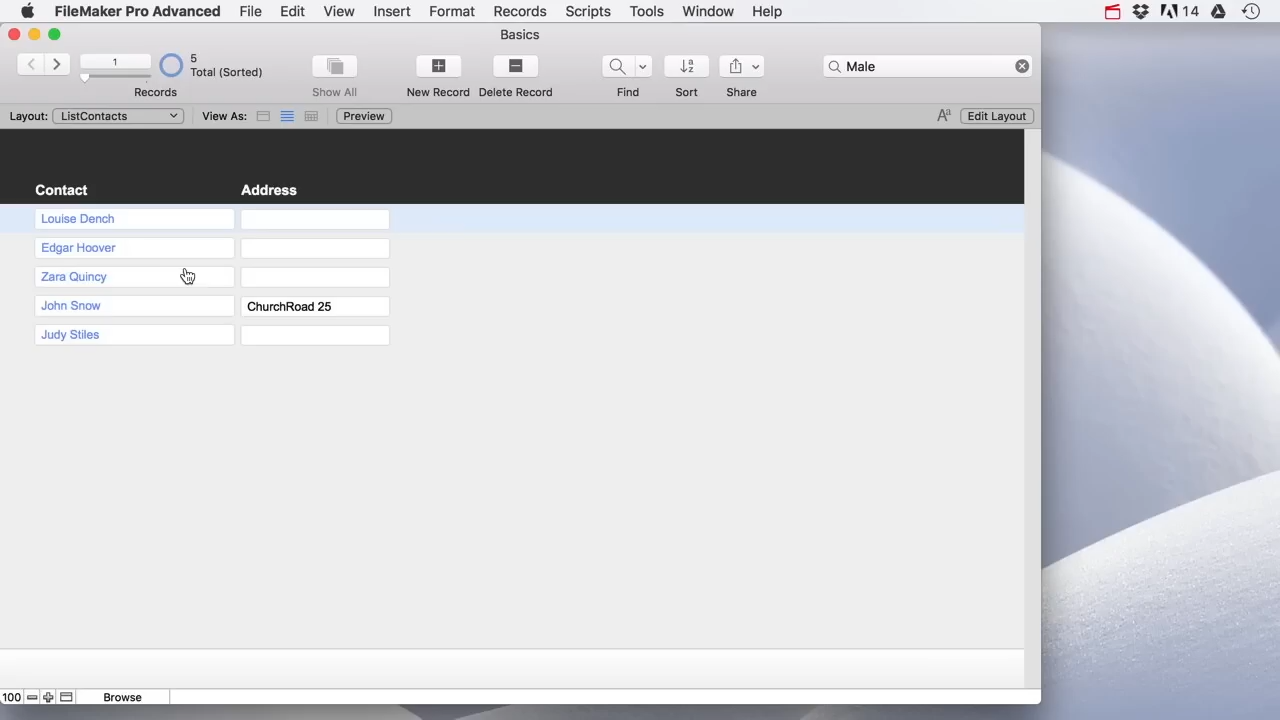 FileMaker Pro Advanced File Edit View Insert Format Records Scripts Tools Window Help 14
Basics
1
5
Total (Sorted)
Male
Records Show All New Record Delete Record Find Sort Share
Layout: ListContacts View As: Preview Aa Edit Layout
Contact Address
Louise Dench
Edgar Hoover
Zara Quincy
John Snow ChurchRoad 25
Judy Stiles
100 Browse